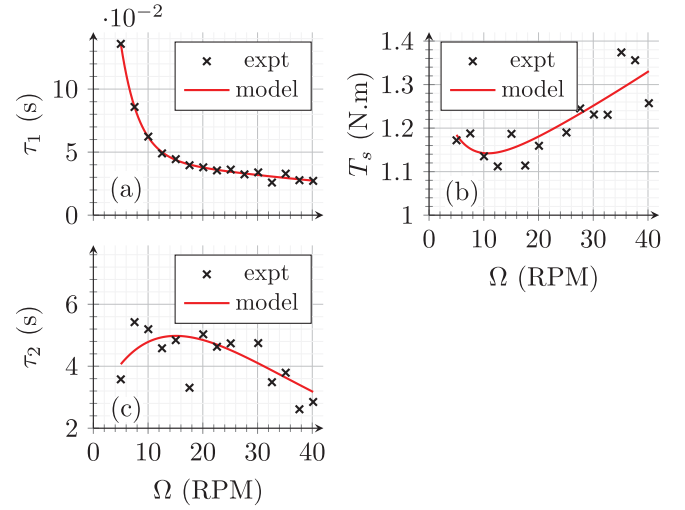 ·10⁻²
expt
model
10
5
0
τ₁ (s)
(a)
1.4
1.3
1.2
1.1
1
Tₛ (N.m)
expt
model
(b)
0 10 20 30 40
Ω (RPM)
expt
model
6
4
2
τ₂ (s)
(c)
0 10 20 30 40
Ω (RPM)